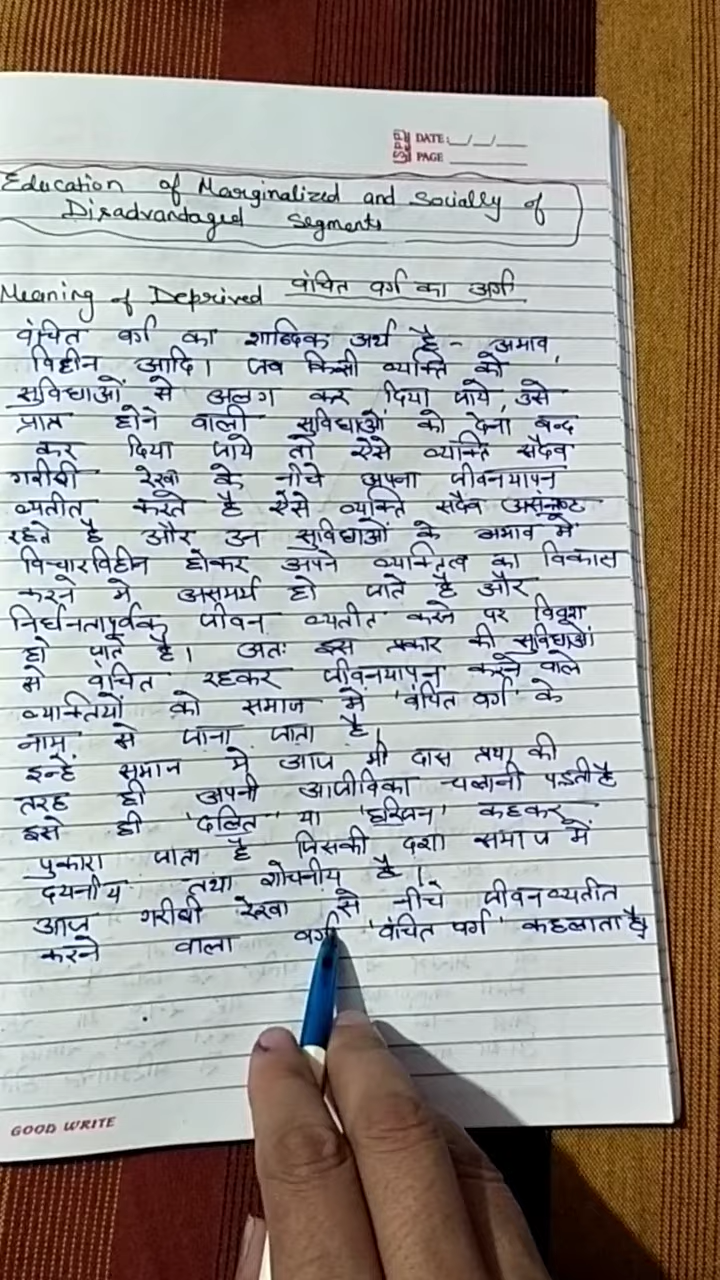 DATE: __/__/__
PAGE
Education of Marginalized and Socially of
Disadvantaged Segments
Meaning of Deprived वंचित वर्ग का अर्थ
वंचित वर्ग का शाब्दिक अर्थ है - अभाव,
विहीन आदि। जब किसी व्यक्ति को
सुविधाओं से अलग कर दिया जाये, उसे
प्राप्त होने वाली सुविधाओं को देना बन्द
कर दिया जाये तो ऐसे व्यक्ति सदैव
गरीबी रेखा के नीचे अपना जीवनयापन
व्यतीत करते है ऐसे व्यक्ति सदैव असंन्तुष्ट
रहते है और उन सुविधाओं के अभाव में
विचारविहीन होकर अपने व्यक्तित्व का विकास
करने मे असमर्थ हो जाते है और
निर्धनतापूर्वक जीवन व्यतीत करने पर विवश
हो जाते है। अतः इस प्रकार की सुविधाओं
से वंचित रहकर जीवनयापन करने वाले
व्यक्तियों को समाज में 'वंचित वर्ग' के
नाम से जाना जाता है।
इन्हें समाज मे आज भी दास प्रथा की
तरह ही अपनी आजीविका चलानी पडती है
इसे ही 'दलित' या 'हरिजन' कहकर
पुकारा जाता है जिसकी दशा समाज में
दयनीय तथा शोचनीय है।
आज गरीबी रेखा से नीचे जीवन व्यतीत
करने वाला वर्ग 'वंचित वर्ग' कहलाता है।
GOOD WRITE